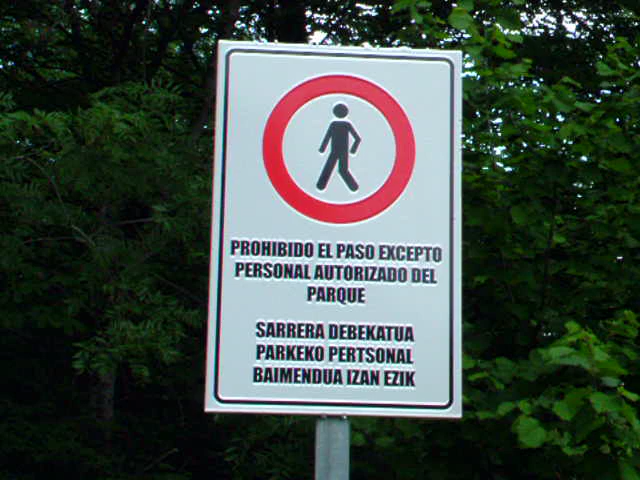 PROHIBIDO EL PASO EXCEPTO
PERSONAL AUTORIZADO DEL
PARQUE
SARRERA DEBEKATUA
PARKEKO PERTSONAL
BAIMENDUA IZAN EZIK